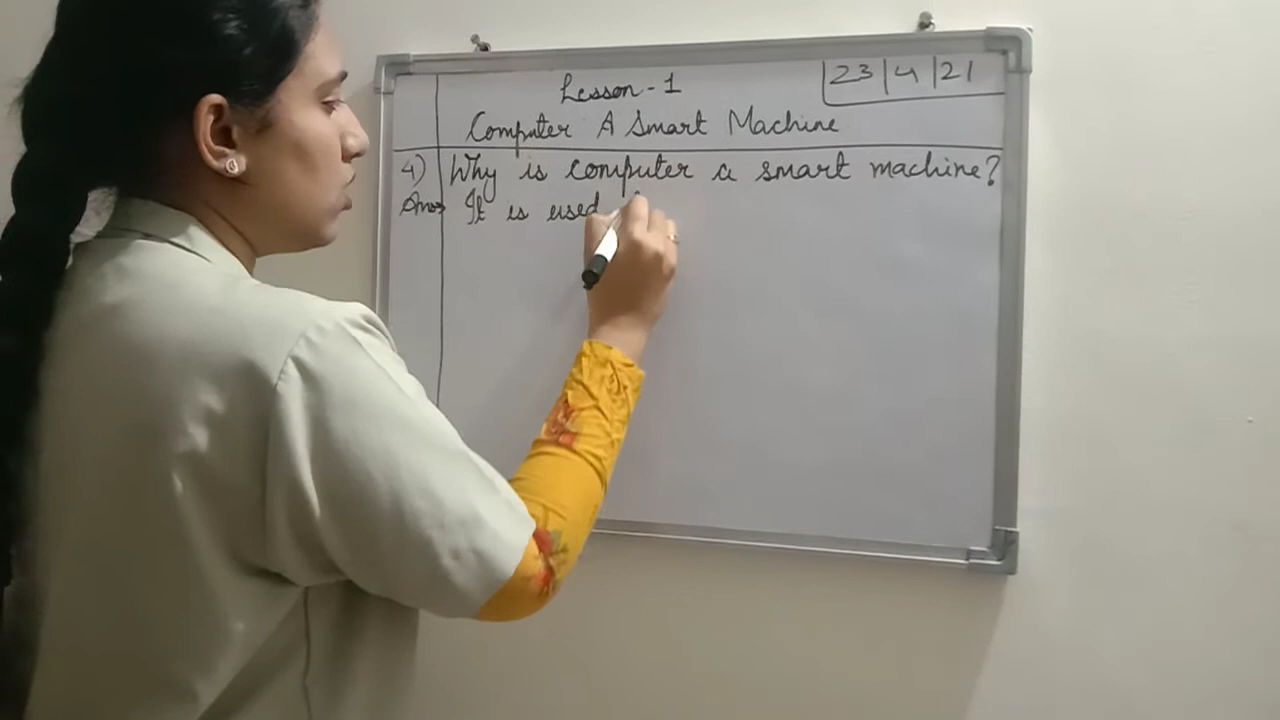 Lesson - 1
23/4/21
Computer A Smart Machine
4) Why is computer a smart machine?
Ans→ It is used